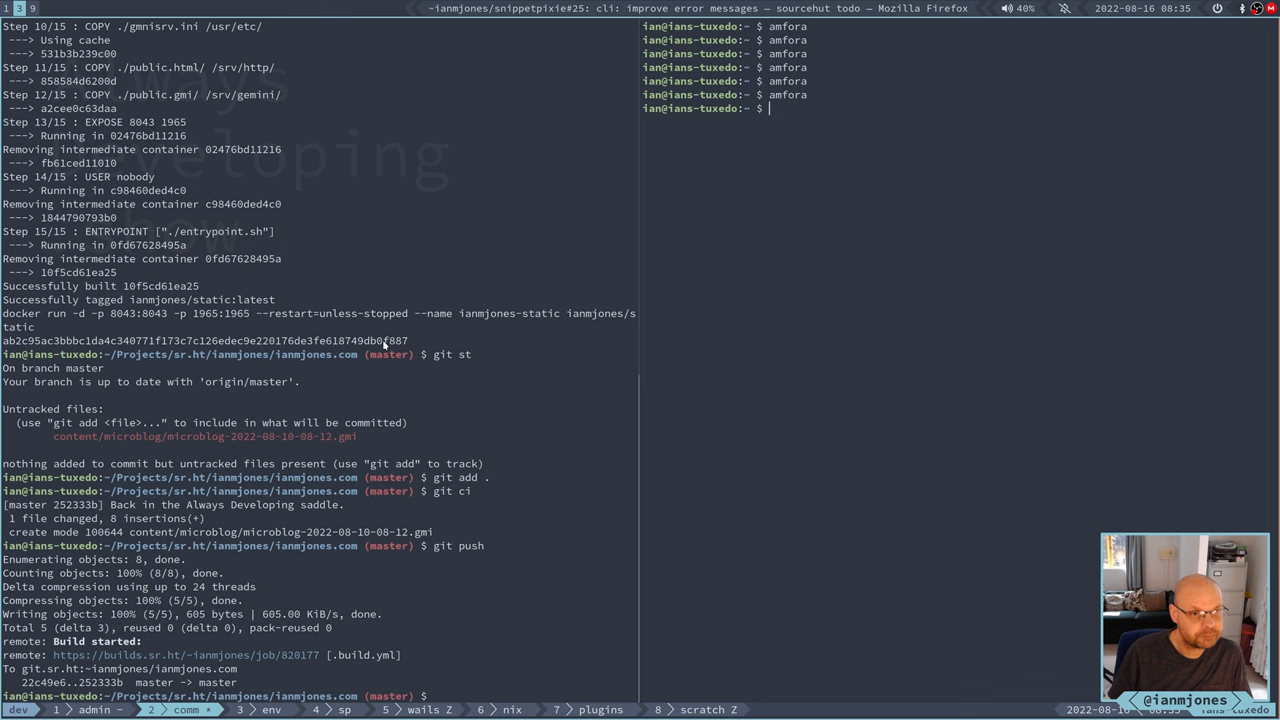 1 3 9
~ianmjones/snippetpixie#25: cli: improve error messages — sourcehut todo — Mozilla Firefox
40%
2022-08-16
08:35
Step 10/15 : COPY ./gmnisrv.ini /usr/etc/
---> Using cache
---> 531b3b239c00
Step 11/15 : COPY ./public.html/ /srv/http/
---> 858584d6200d
Step 12/15 : COPY ./public.gmi/ /srv/gemini/
---> a2cee0c63daa
Step 13/15 : EXPOSE 8043 1965
---> Running in 02476bd11216
Removing intermediate container 02476bd11216
---> fb61ced11010
Step 14/15 : USER nobody
---> Running in c98460ded4c0
Removing intermediate container c98460ded4c0
---> 1844790793b0
Step 15/15 : ENTRYPOINT ["./entrypoint.sh"]
---> Running in 0fd67628495a
Removing intermediate container 0fd67628495a
---> 10f5cd61ea25
Successfully built 10f5cd61ea25
Successfully tagged ianmjones/static:latest
docker run -d -p 8043:8043 -p 1965:1965 --restart=unless-stopped --name ianmjones-static ianmjones/s
tatic
ab2c95ac3bbbc1da4c340771f173c7c126edec9e220176de3fe618749db0f887
ian@ians-tuxedo:~/Projects/sr.ht/ianmjones/ianmjones.com (master) $ git st
On branch master
Your branch is up to date with 'origin/master'.
Untracked files:
(use "git add <file>..." to include in what will be committed)
content/microblog/microblog-2022-08-10-08-12.gmi
nothing added to commit but untracked files present (use "git add" to track)
ian@ians-tuxedo:~/Projects/sr.ht/ianmjones/ianmjones.com (master) $ git add .
ian@ians-tuxedo:~/Projects/sr.ht/ianmjones/ianmjones.com (master) $ git ci
[master 252333b] Back in the Always Developing saddle.
1 file changed, 8 insertions(+)
create mode 100644 content/microblog/microblog-2022-08-10-08-12.gmi
ian@ians-tuxedo:~/Projects/sr.ht/ianmjones/ianmjones.com (master) $ git push
Enumerating objects: 8, done.
Counting objects: 100% (8/8), done.
Delta compression using up to 24 threads
Compressing objects: 100% (5/5), done.
Writing objects: 100% (5/5), 605 bytes | 605.00 KiB/s, done.
Total 5 (delta 3), reused 0 (delta 0), pack-reused 0
remote: Build started:
remote: https://builds.sr.ht/~ianmjones/job/820177 [.build.yml]
To git.sr.ht:~ianmjones/ianmjones.com
22c49e6..252333b master -> master
ian@ians-tuxedo:~/Projects/sr.ht/ianmjones/ianmjones.com (master) $
ian@ians-tuxedo:~ $ amfora
ian@ians-tuxedo:~ $ amfora
ian@ians-tuxedo:~ $ amfora
ian@ians-tuxedo:~ $ amfora
ian@ians-tuxedo:~ $ amfora
ian@ians-tuxedo:~ $ amfora
ian@ians-tuxedo:~ $
@ianmjones
dev 1 admin - 2 comm * 3 env 4 sp 5 wails Z 6 nix 7 plugins 8 scratch Z
2022-08-16 ians-tuxedo